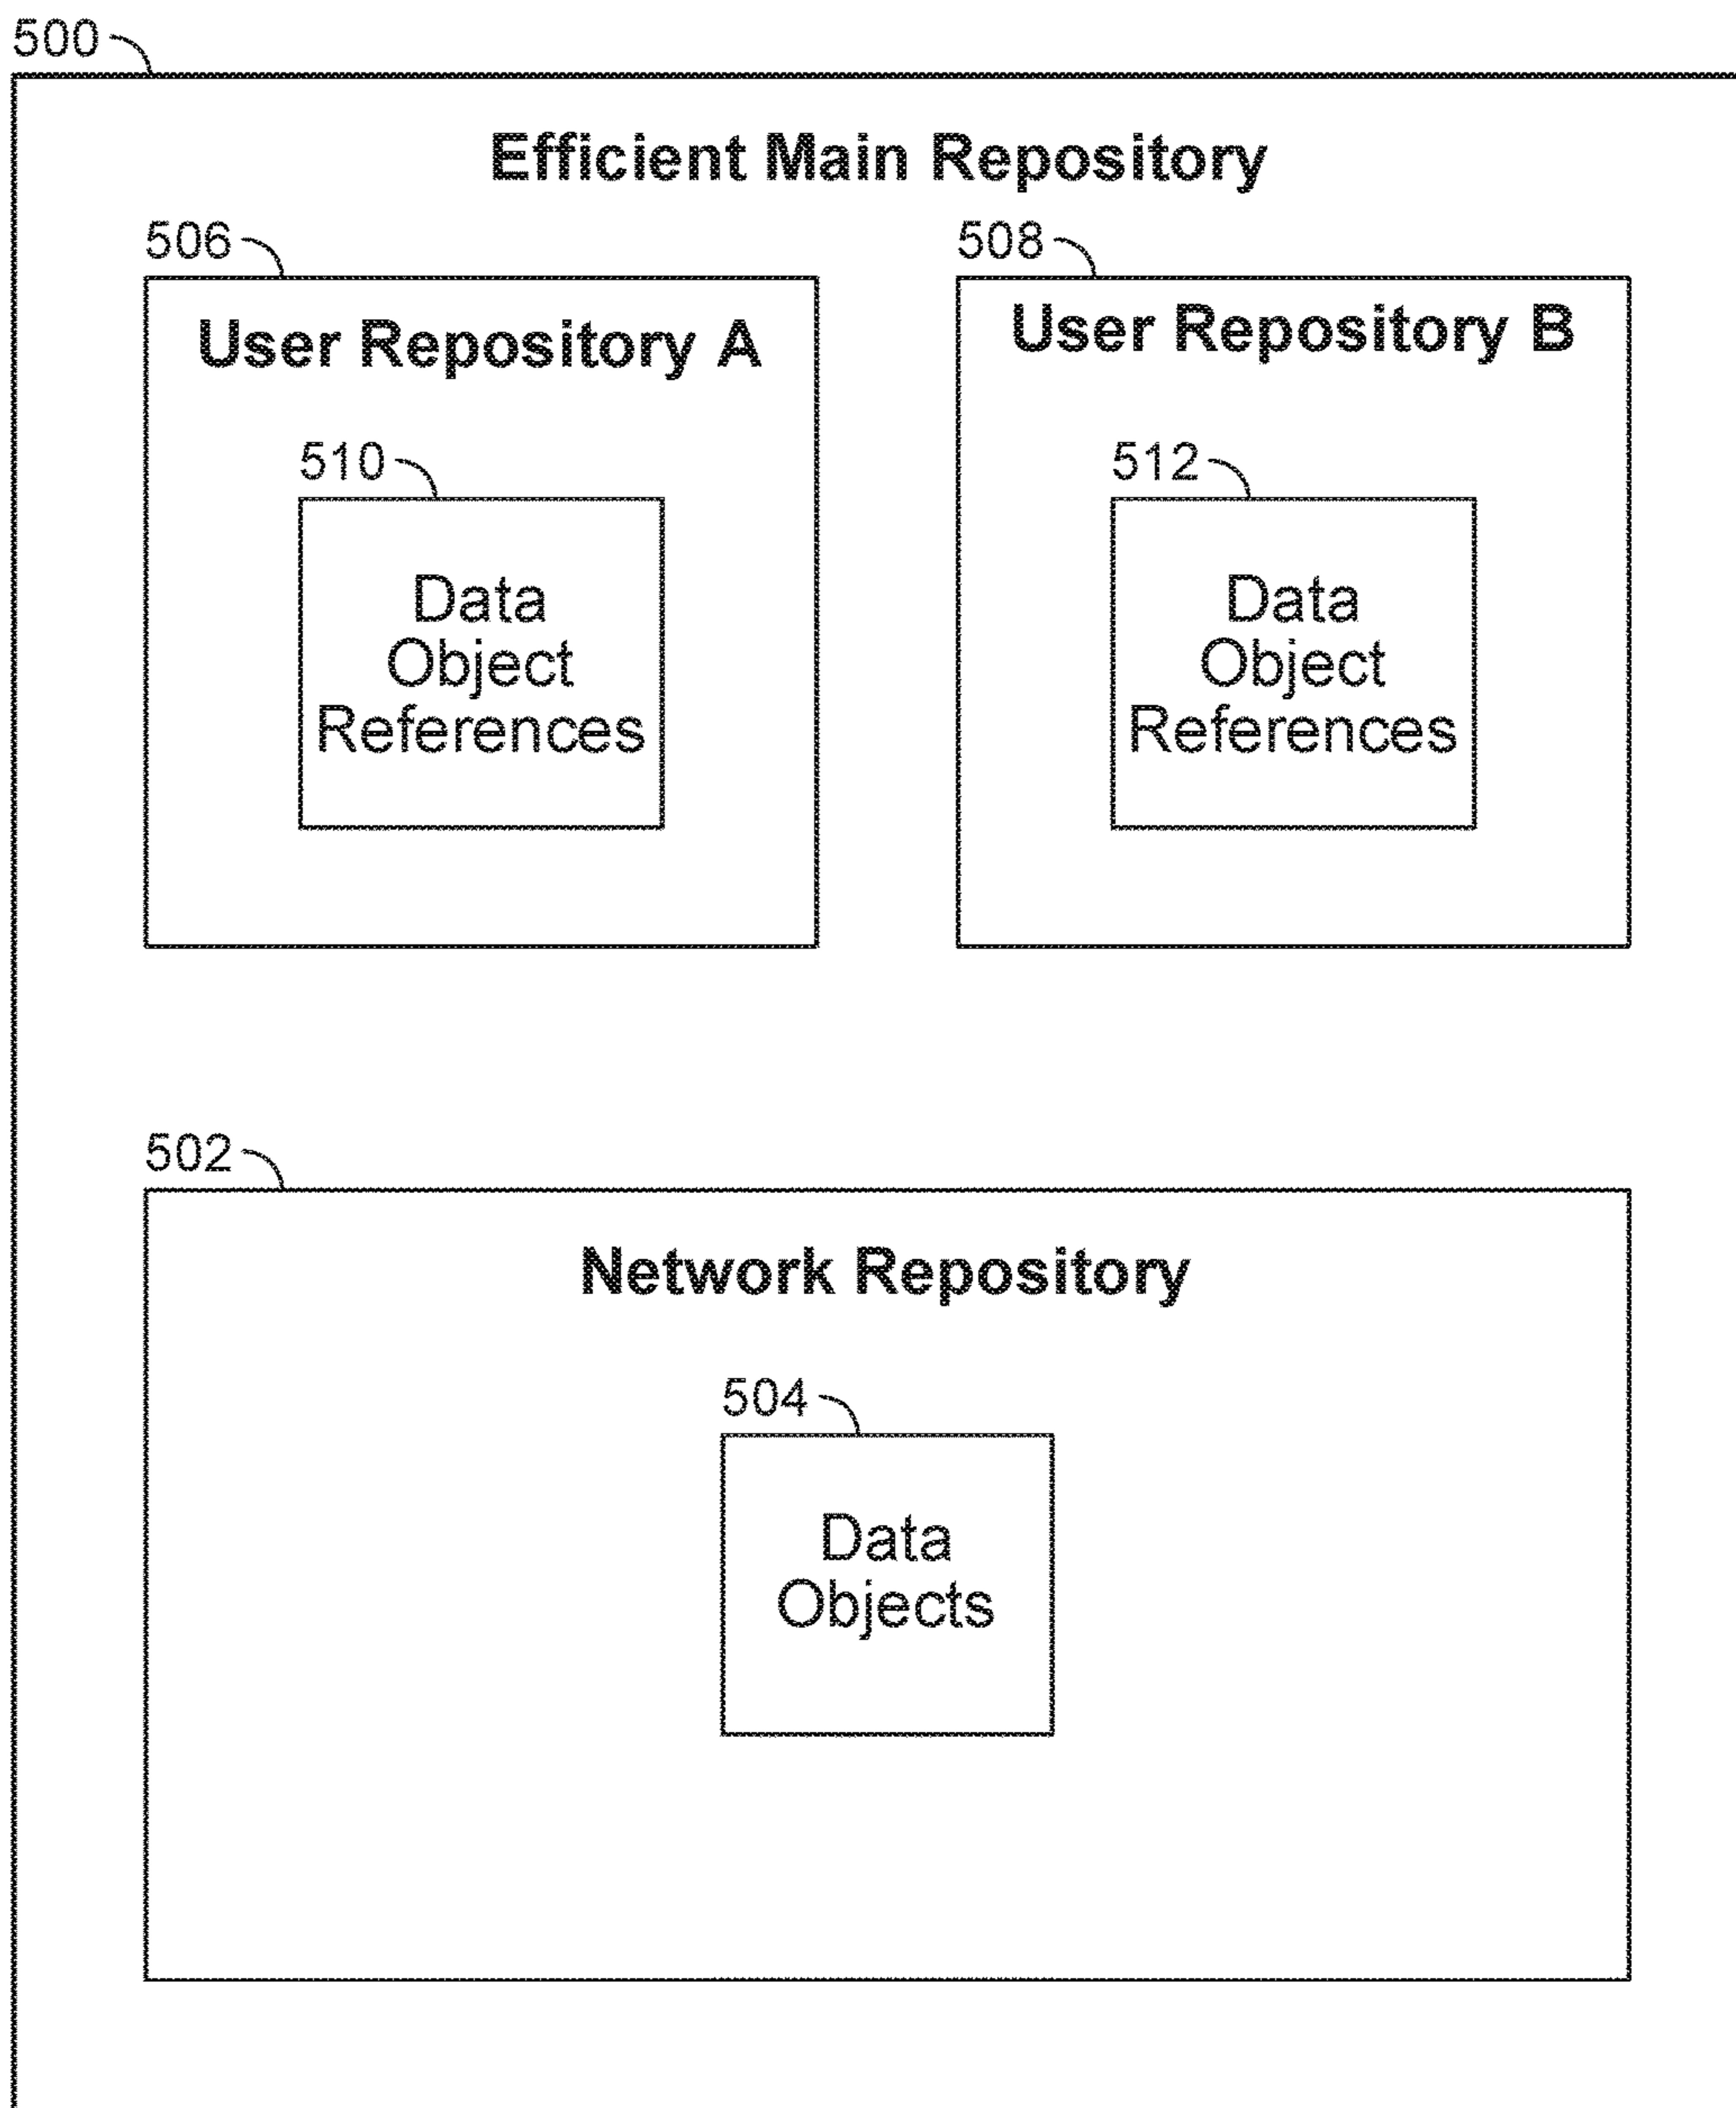 500
Efficient Main Repository
506
508
User Repository A
User Repository B
510
512
Data
Object
References
Data
Object
References
502
Network Repository
504
Data
Objects